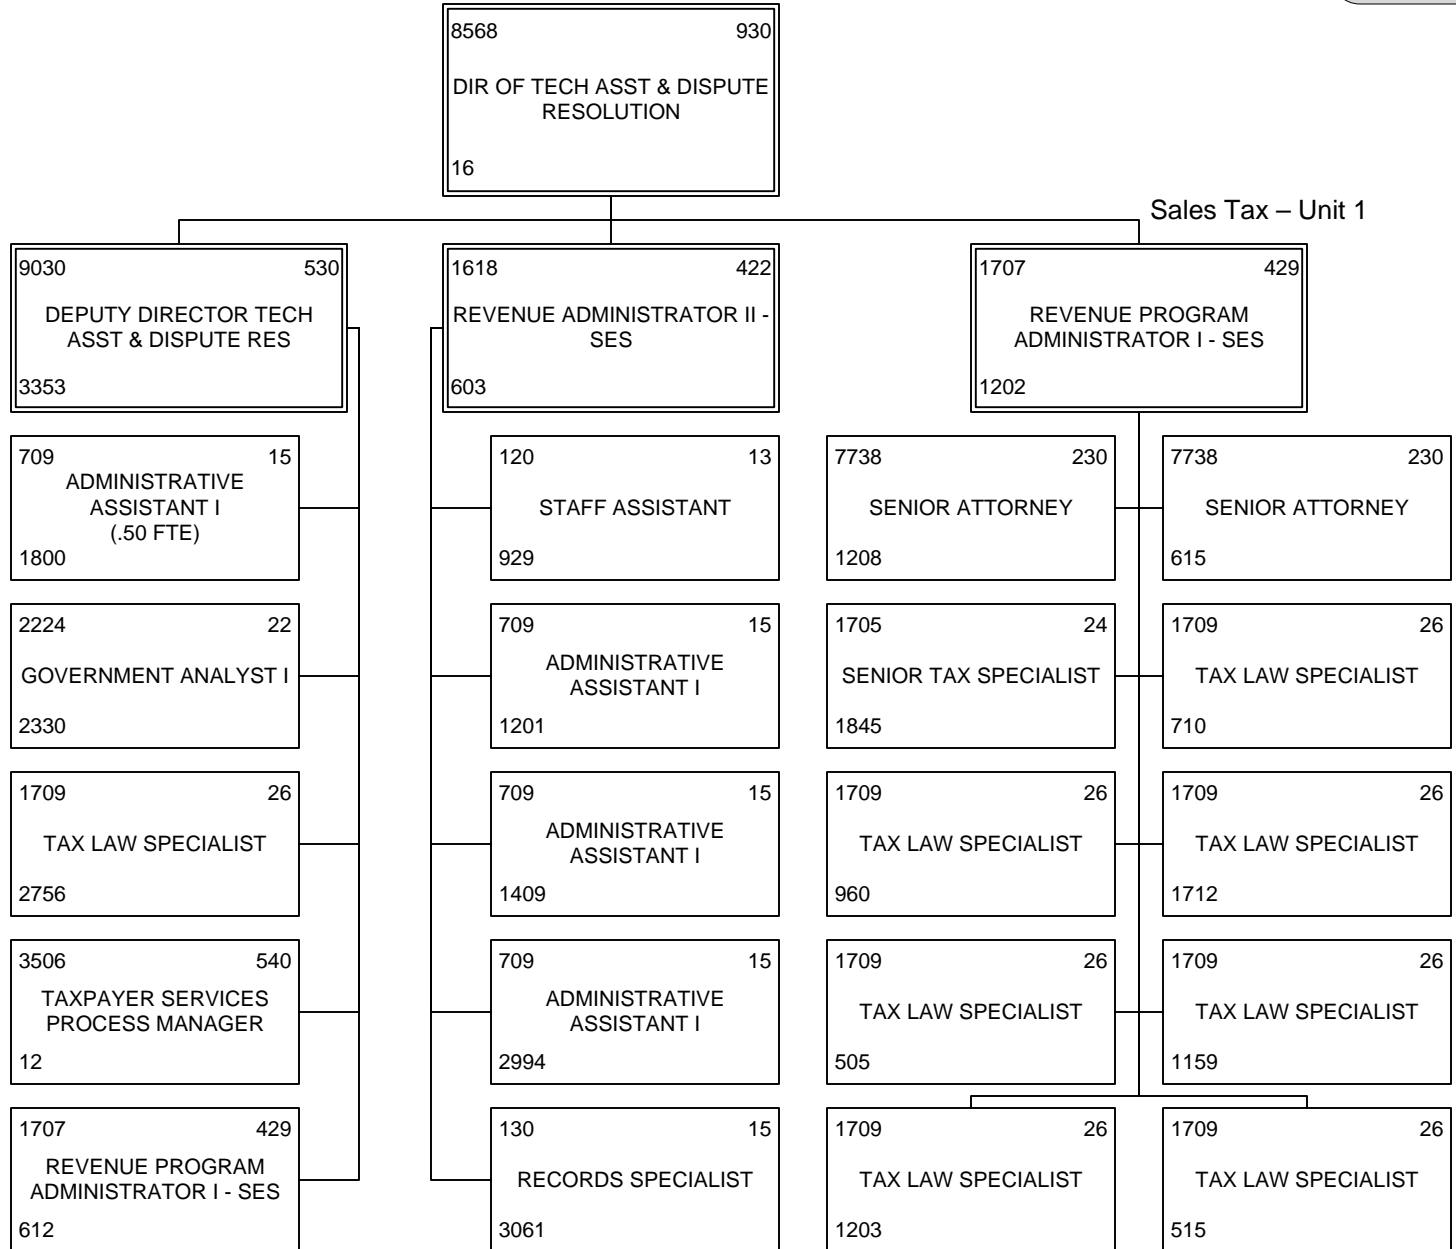 8568 930
DIR OF TECH ASST & DISPUTE
RESOLUTION
16
Sales Tax – Unit 1
9030 530
DEPUTY DIRECTOR TECH
ASST & DISPUTE RES
3353
1618 422
REVENUE ADMINISTRATOR II -
SES
603
1707 429
REVENUE PROGRAM
ADMINISTRATOR I - SES
1202
709 15
ADMINISTRATIVE
ASSISTANT I
(.50 FTE)
1800
120 13
STAFF ASSISTANT
929
7738 230
SENIOR ATTORNEY
1208
7738 230
SENIOR ATTORNEY
615
2224 22
GOVERNMENT ANALYST I
2330
709 15
ADMINISTRATIVE
ASSISTANT I
1201
1705 24
SENIOR TAX SPECIALIST
1845
1709 26
TAX LAW SPECIALIST
710
1709 26
TAX LAW SPECIALIST
2756
709 15
ADMINISTRATIVE
ASSISTANT I
1409
1709 26
TAX LAW SPECIALIST
960
1709 26
TAX LAW SPECIALIST
1712
3506 540
TAXPAYER SERVICES
PROCESS MANAGER
12
709 15
ADMINISTRATIVE
ASSISTANT I
2994
1709 26
TAX LAW SPECIALIST
505
1709 26
TAX LAW SPECIALIST
1159
1707 429
REVENUE PROGRAM
ADMINISTRATOR I - SES
612
130 15
RECORDS SPECIALIST
3061
1709 26
TAX LAW SPECIALIST
1203
1709 26
TAX LAW SPECIALIST
515